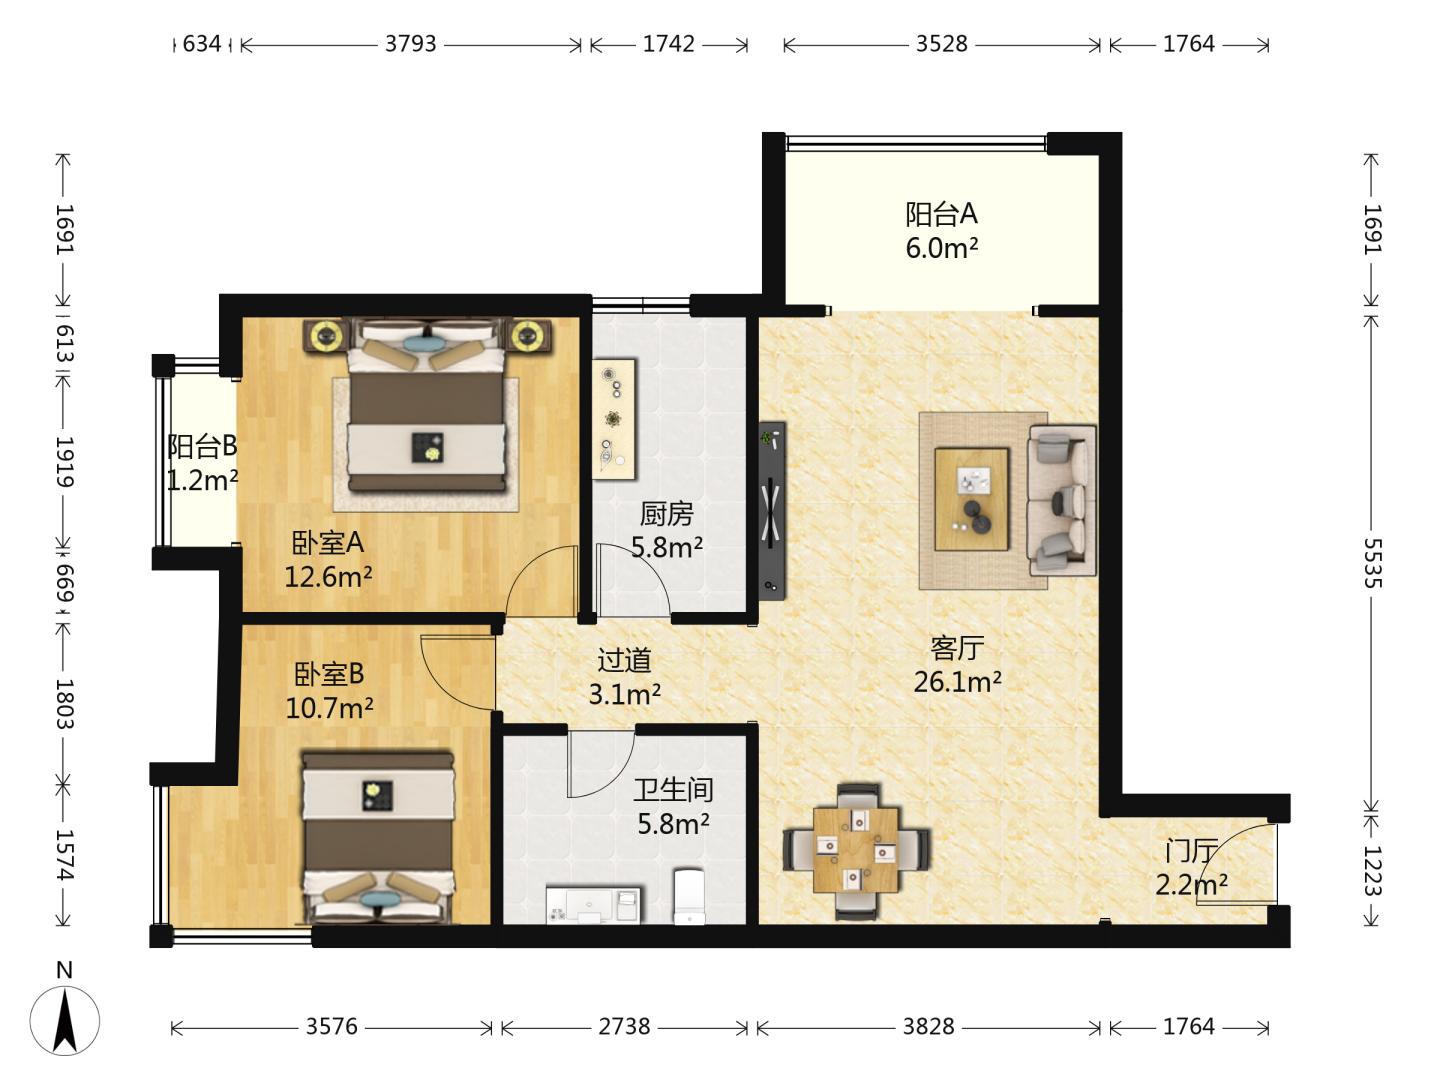 634 3793 1742 3528 1764
1691
613
1919
669
1803
1574
阳台A
6.0m²
阳台B
1.2m²
卧室A
12.6m²
厨房
5.8m²
客厅
26.1m²
过道
3.1m²
卧室B
10.7m²
卫生间
5.8m²
门厅
2.2m²
1691
5535
1223
N
3576 2738 3828 1764